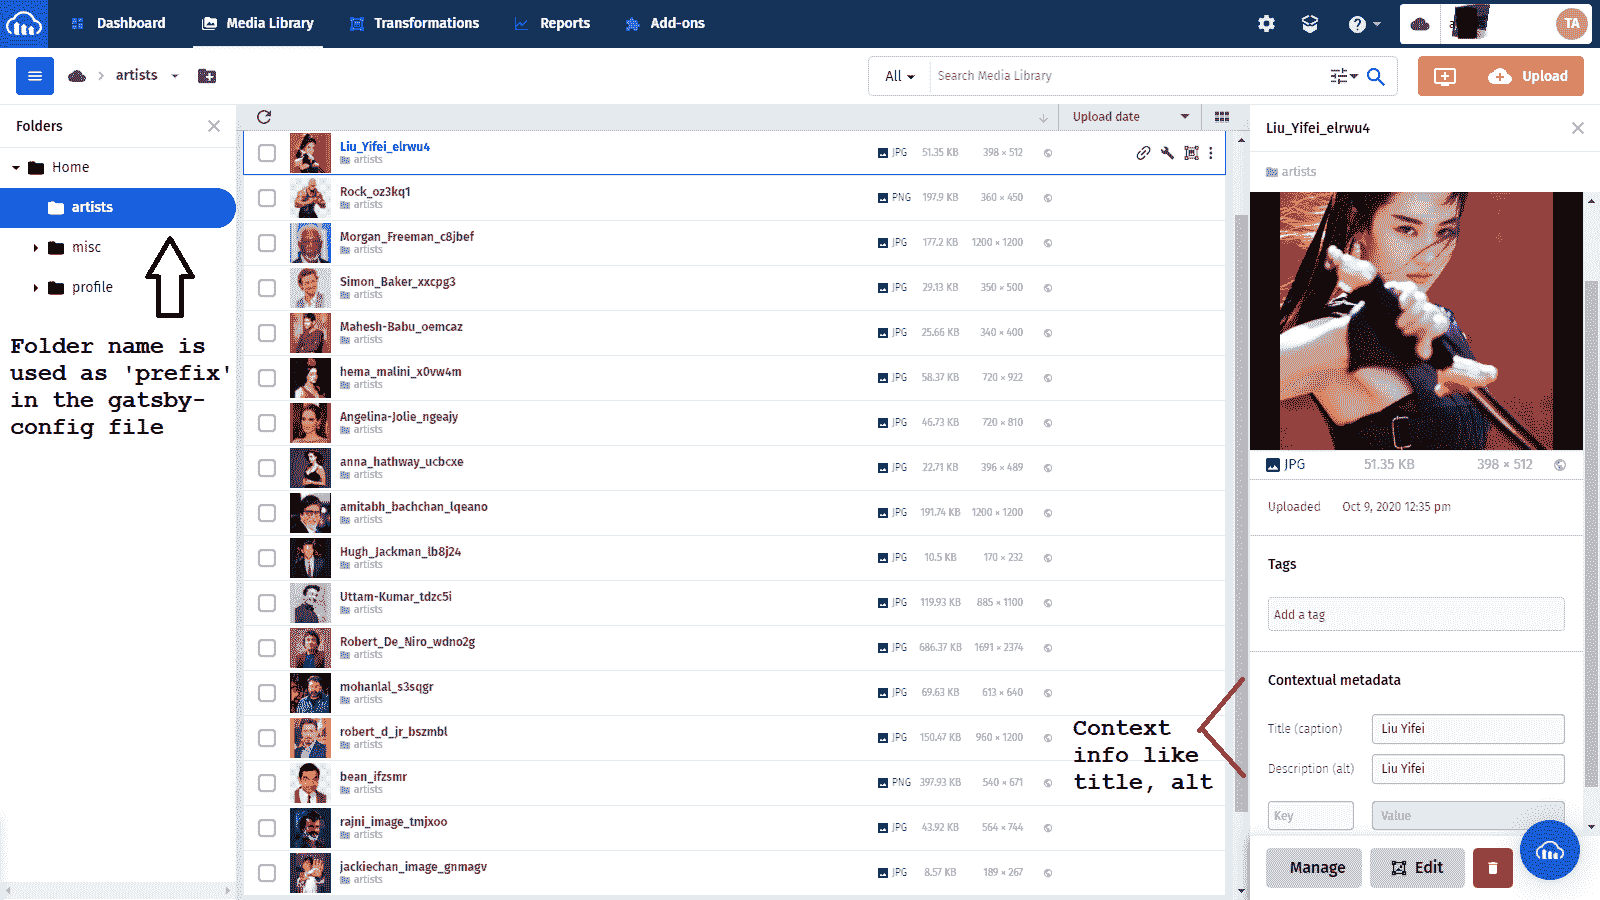 Dashboard
Media Library
Transformations
Reports
Add-ons
TA
artists
All
Search Media Library
Upload
Folders
Home
artists
misc
profile
Folder name is
used as 'prefix'
in the gatsby-
config file
Upload date
Liu_Yifei_elrwu4
artists
JPG 51.35 KB 398 × 512
Rock_oz3kq1
artists
PNG 197.9 KB 360 × 450
Morgan_Freeman_c8jbef
artists
JPG 177.2 KB 1200 × 1200
Simon_Baker_xxcpg3
artists
JPG 29.13 KB 350 × 500
Mahesh-Babu_oemcaz
artists
JPG 25.66 KB 340 × 400
hema_malini_x0vw4m
artists
JPG 58.37 KB 720 × 922
Angelina-Jolie_ngeajy
artists
JPG 46.73 KB 720 × 810
anna_hathway_ucbcxe
artists
JPG 22.71 KB 396 × 489
amitabh_bachchan_lqeano
artists
JPG 191.74 KB 1200 × 1200
Hugh_Jackman_lb8j24
artists
JPG 10.5 KB 170 × 232
Uttam-Kumar_tdzc5i
artists
JPG 119.93 KB 885 × 1100
Robert_De_Niro_wdno2g
artists
JPG 686.37 KB 1691 × 2374
mohanlal_s3sqgr
artists
JPG 69.63 KB 613 × 640
robert_d_jr_bszmbl
artists
JPG 150.47 KB 960 × 1200
bean_ifzsmr
artists
PNG 397.93 KB 540 × 671
rajni_image_tmjxoo
artists
JPG 43.92 KB 564 × 744
jackiechan_image_gnmagv
artists
JPG 8.57 KB 189 × 267
Context
info like
title, alt
Liu_Yifei_elrwu4
artists
JPG 51.35 KB 398 × 512
Uploaded Oct 9, 2020 12:35 pm
Tags
Add a tag
Contextual metadata
Title (caption) Liu Yifei
Description (alt) Liu Yifei
Key Value
Manage
Edit